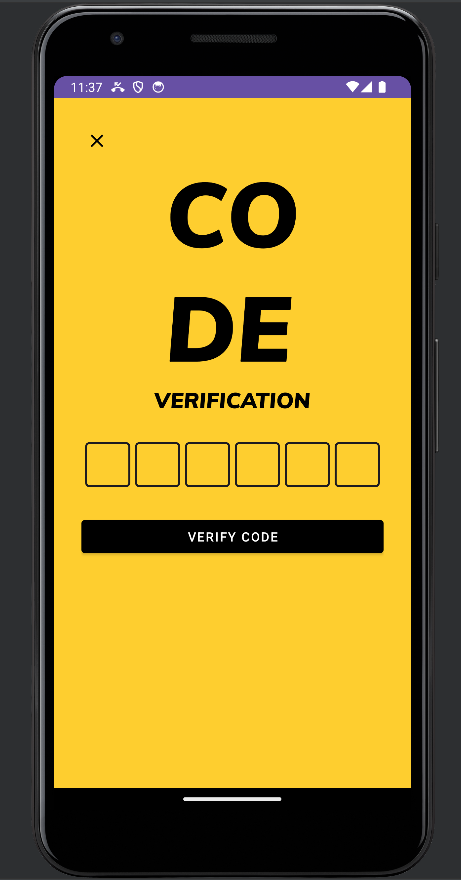 11:37
CO
DE
VERIFICATION
VERIFY CODE